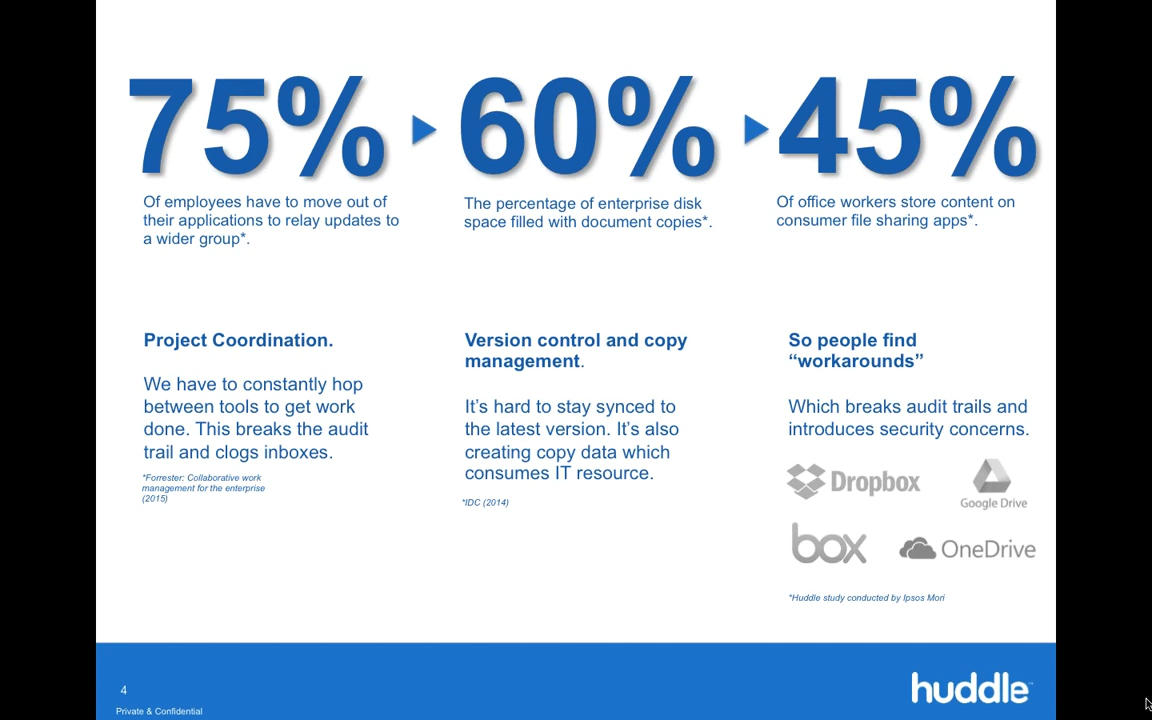 75%
Of employees have to move out of
their applications to relay updates to
a wider group*.
60%
The percentage of enterprise disk
space filled with document copies*.
45%
Of office workers store content on
consumer file sharing apps*.
Project Coordination.
We have to constantly hop
between tools to get work
done. This breaks the audit
trail and clogs inboxes.
*Forrester: Collaborative work
management for the enterprise
(2015)
Version control and copy
management.
It’s hard to stay synced to
the latest version. It’s also
creating copy data which
consumes IT resource.
*IDC (2014)
So people find
“workarounds”
Which breaks audit trails and
introduces security concerns.
Dropbox
Google Drive
box
OneDrive
*Huddle study conducted by Ipsos Mori
4
Private & Confidential
huddle